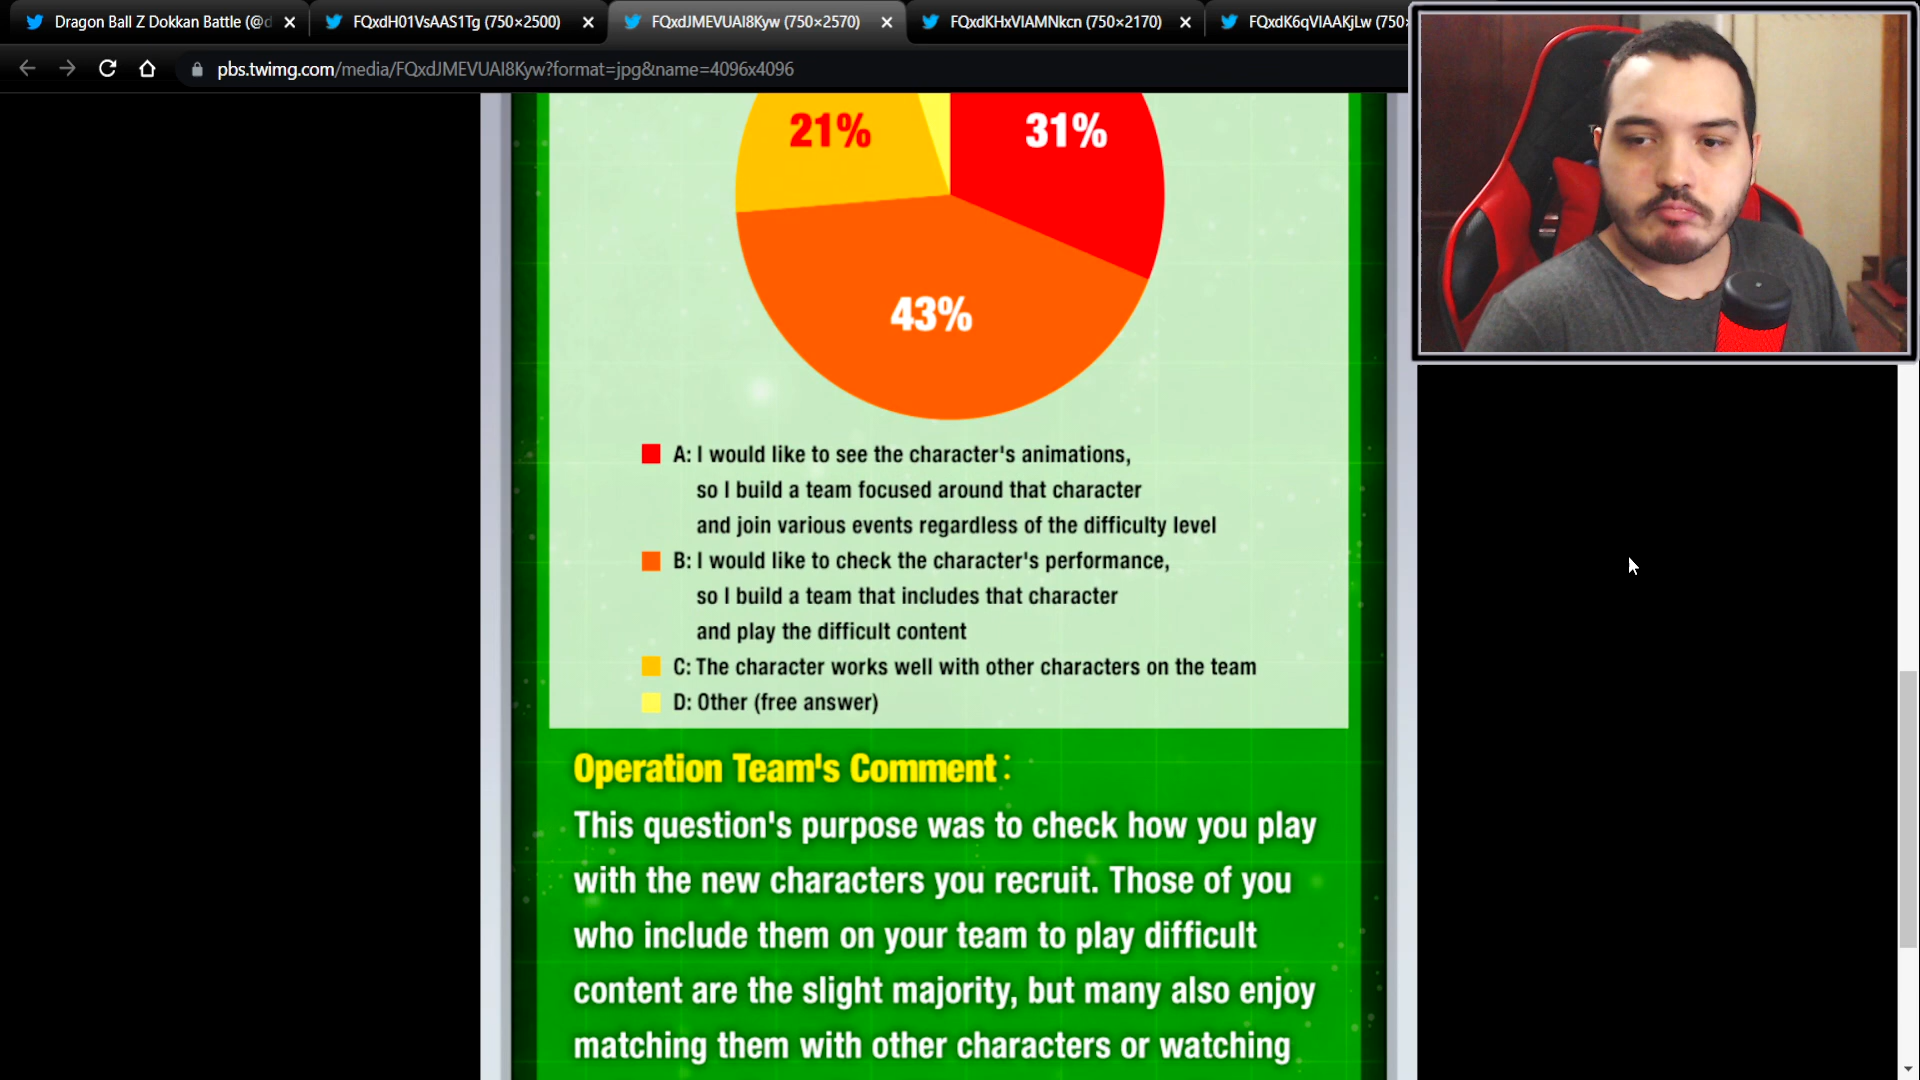 Dragon Ball Z Dokkan Battle (@d
FQxdH01VsAAS1Tg (750×2500)
FQxdJMEVUAI8Kyw (750×2570)
FQxdKHxVIAMNkcn (750×2170)
FQxdK6qVIAAKjLw (750×
pbs.twimg.com/media/FQxdJMEVUAI8Kyw?format=jpg&name=4096x4096
21%
31%
43%
A: I would like to see the character's animations,
so I build a team focused around that character
and join various events regardless of the difficulty level
B: I would like to check the character's performance,
so I build a team that includes that character
and play the difficult content
C: The character works well with other characters on the team
D: Other (free answer)
Operation Team's Comment：
This question's purpose was to check how you play
with the new characters you recruit. Those of you
who include them on your team to play difficult
content are the slight majority, but many also enjoy
matching them with other characters or watching